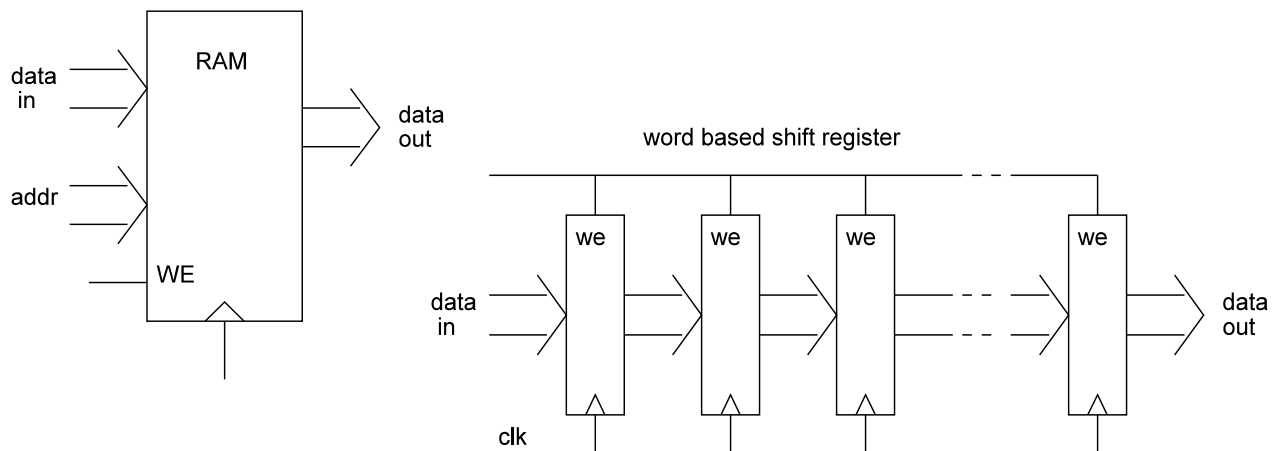 RAM
data
in
data
out
addr
WE
word based shift register
we
we
we
we
data
in
data
out
clk